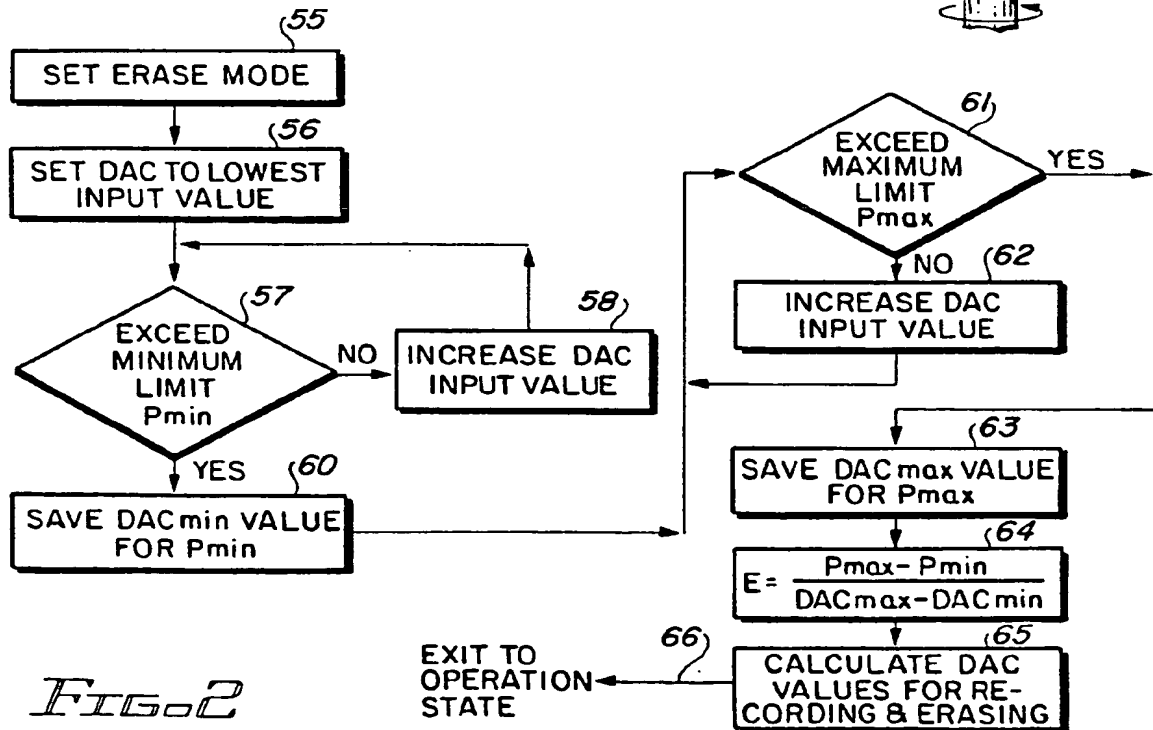 55
SET ERASE MODE
56
SET DAC TO LOWEST
INPUT VALUE
57
EXCEED
MINIMUM
LIMIT
Pmin
NO
58
INCREASE DAC
INPUT VALUE
YES
60
SAVE DACmin VALUE
FOR Pmin
61
EXCEED
MAXIMUM
LIMIT
Pmax
YES
NO
62
INCREASE DAC
INPUT VALUE
63
SAVE DACmax VALUE
FOR Pmax
64
E = Pmax-Pmin
DACmax-DACmin
65
CALCULATE DAC
VALUES FOR RE-
CORDING & ERASING
66
EXIT TO
OPERATION
STATE
FIG.2